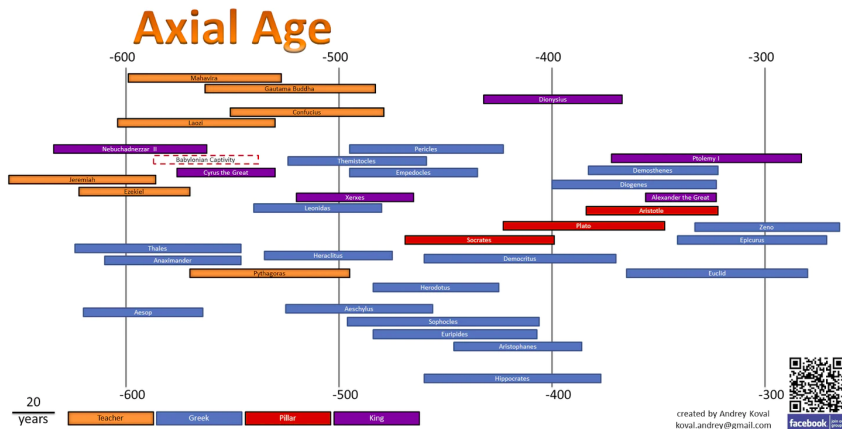 Axial Age
-600 -500 -400 -300
Mahavira
Gautama Buddha
Dionysius
Confucius
Laozi
Nebuchadnezzar II
Pericles
Babylonian Captivity
Themistocles
Ptolemy I
Cyrus the Great
Empedocles
Demosthenes
Jeremiah
Diogenes
Ezekiel
Xerxes
Alexander the Great
Leonidas
Aristotle
Plato
Zeno
Socrates
Epicurus
Thales
Heraclitus
Anaximander
Democritus
Pythagoras
Euclid
Herodotus
Aesop
Aeschylus
Sophocles
Euripides
Aristophanes
Hippocrates
-600 -500 -400 -300
20
years
Teacher Greek Pillar King
created by Andrey Koval
koval.andrey@gmail.com
facebook